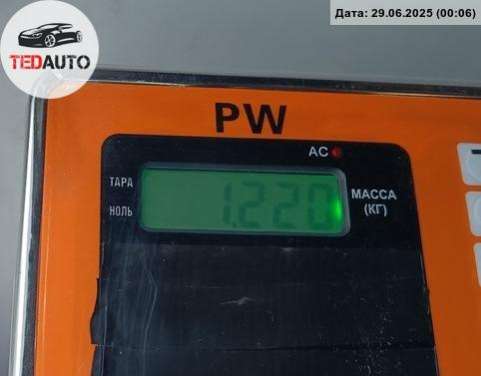 Дата: 29.06.2025 (00:06)
TEDAUTO
PW
AC
ТАРА
НОЛЬ
1.220
МАССА
(КГ)